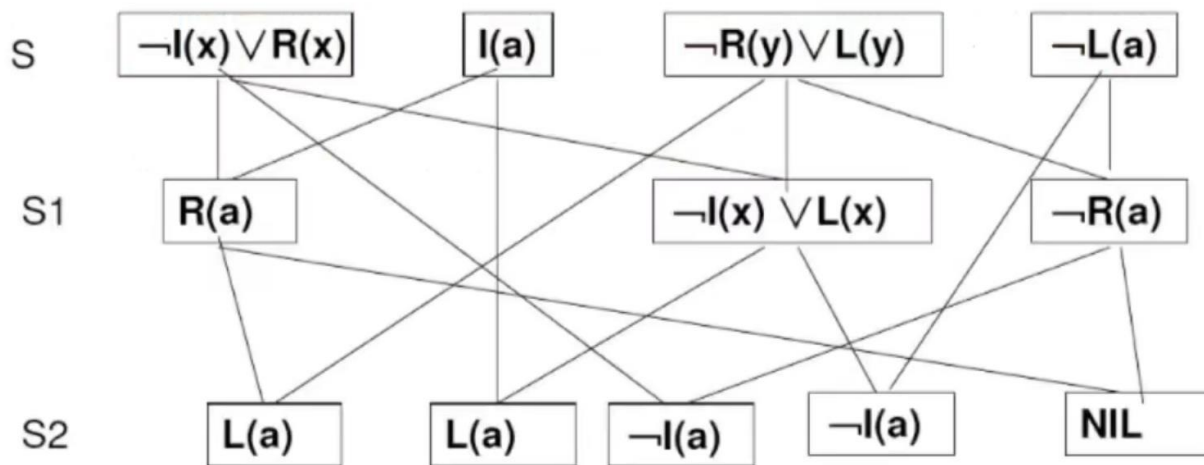 S ¬I(x)∨R(x) I(a) ¬R(y)∨L(y) ¬L(a)
S1 R(a) ¬I(x) ∨L(x) ¬R(a)
S2 L(a) L(a) ¬I(a) ¬I(a) NIL